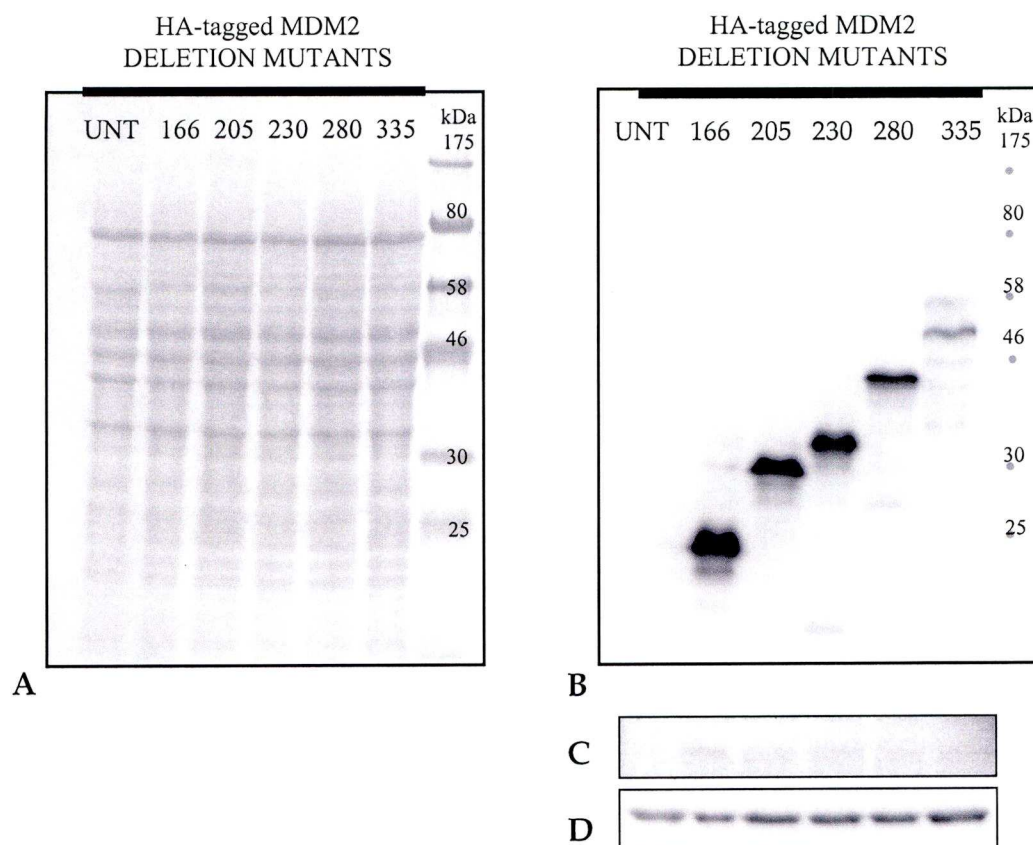 HA-tagged MDM2
DELETION MUTANTS
UNT 166 205 230 280 335
kDa
175
80
58
46
30
25
A
HA-tagged MDM2
DELETION MUTANTS
UNT 166 205 230 280 335
kDa
175
80
58
46
30
25
B
C
D